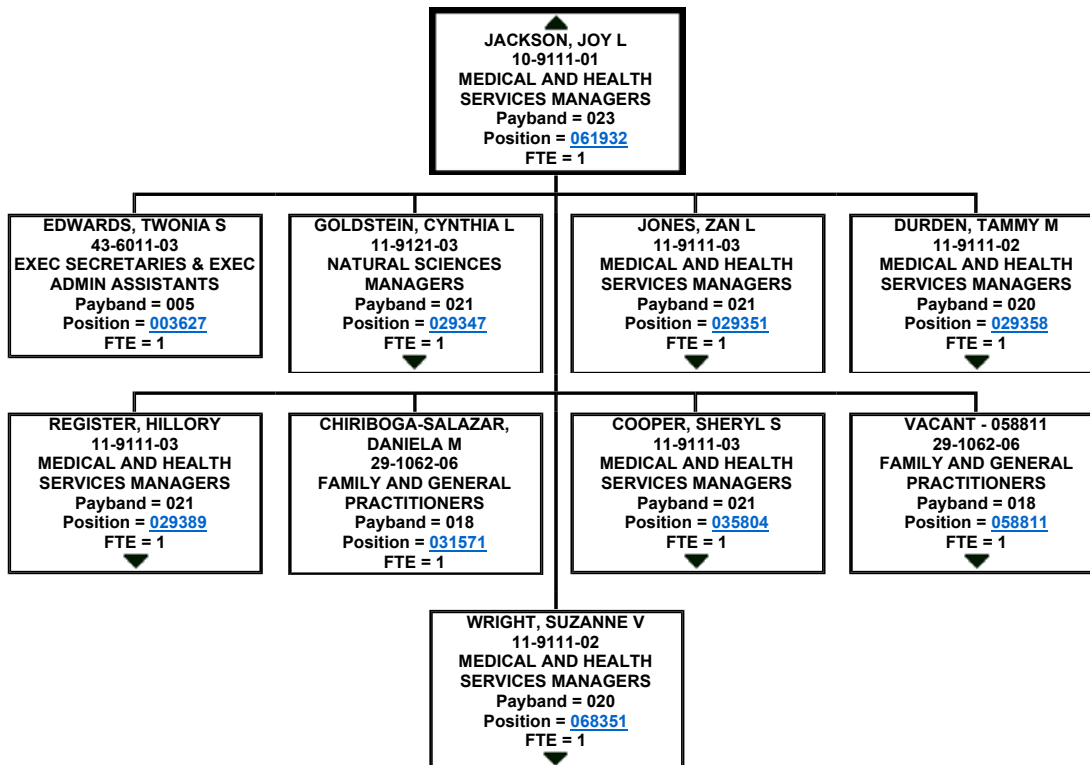 JACKSON, JOY L
10-9111-01
MEDICAL AND HEALTH
SERVICES MANAGERS
Payband = 023
Position = 061932
FTE = 1
EDWARDS, TWONIA S
43-6011-03
EXEC SECRETARIES & EXEC
ADMIN ASSISTANTS
Payband = 005
Position = 003627
FTE = 1
GOLDSTEIN, CYNTHIA L
11-9121-03
NATURAL SCIENCES
MANAGERS
Payband = 021
Position = 029347
FTE = 1
JONES, ZAN L
11-9111-03
MEDICAL AND HEALTH
SERVICES MANAGERS
Payband = 021
Position = 029351
FTE = 1
DURDEN, TAMMY M
11-9111-02
MEDICAL AND HEALTH
SERVICES MANAGERS
Payband = 020
Position = 029358
FTE = 1
REGISTER, HILLORY
11-9111-03
MEDICAL AND HEALTH
SERVICES MANAGERS
Payband = 021
Position = 029389
FTE = 1
CHIRIBOGA-SALAZAR,
DANIELA M
29-1062-06
FAMILY AND GENERAL
PRACTITIONERS
Payband = 018
Position = 031571
FTE = 1
COOPER, SHERYL S
11-9111-03
MEDICAL AND HEALTH
SERVICES MANAGERS
Payband = 021
Position = 035804
FTE = 1
VACANT - 058811
29-1062-06
FAMILY AND GENERAL
PRACTITIONERS
Payband = 018
Position = 058811
FTE = 1
WRIGHT, SUZANNE V
11-9111-02
MEDICAL AND HEALTH
SERVICES MANAGERS
Payband = 020
Position = 068351
FTE = 1